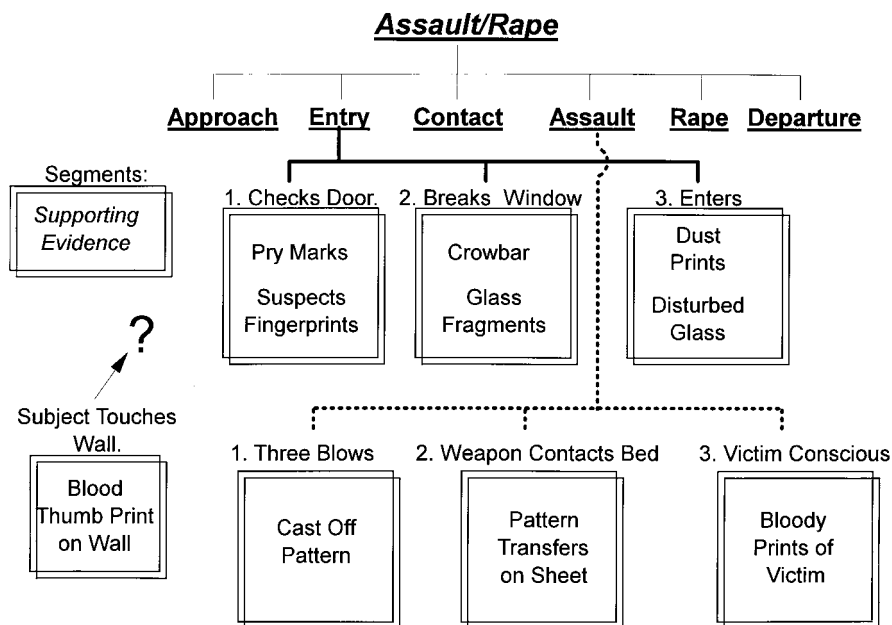 Assault/Rape
Approach Entry Contact Assault Rape Departure
Segments:
Supporting
Evidence
1. Checks Door.
Pry Marks
Suspects
Fingerprints
2. Breaks Window
Crowbar
Glass
Fragments
3. Enters
Dust
Prints
Disturbed
Glass
?
Subject Touches
Wall.
Blood
Thumb Print
on Wall
1. Three Blows
Cast Off
Pattern
2. Weapon Contacts Bed
Pattern
Transfers
on Sheet
3. Victim Conscious
Bloody
Prints of
Victim